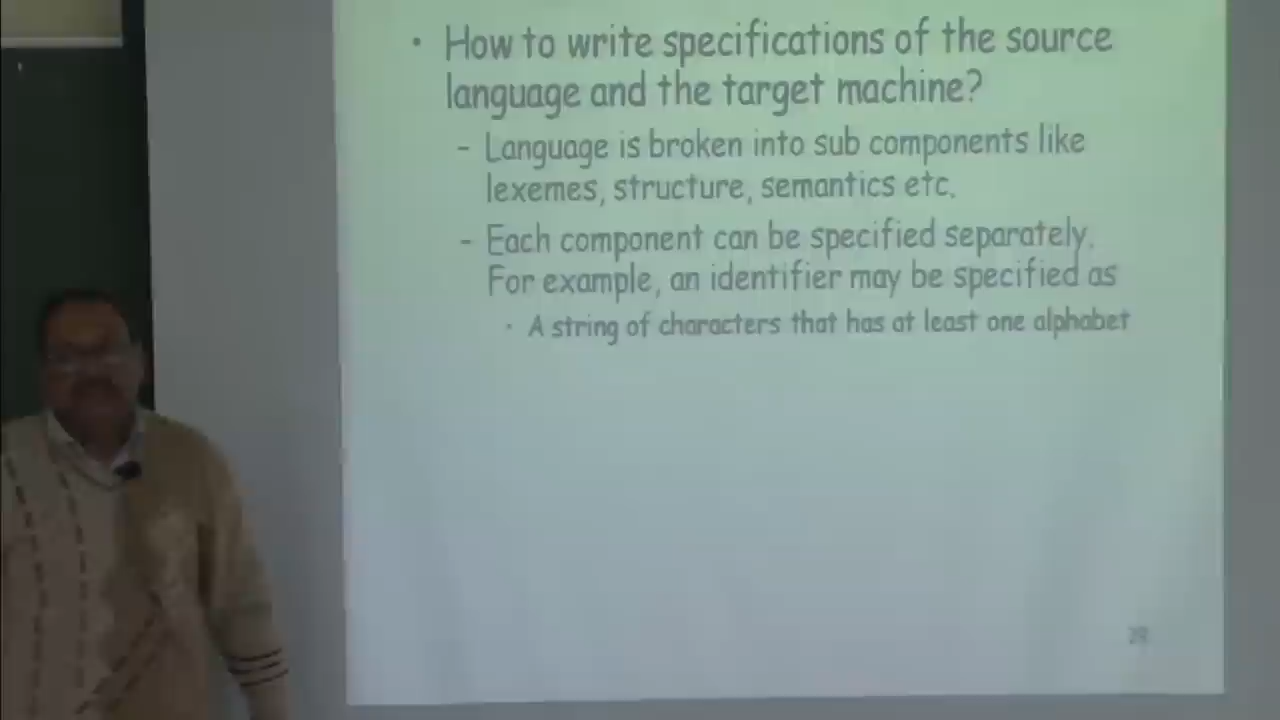 • How to write specifications of the source
language and the target machine?
- Language is broken into sub components like
lexemes, structure, semantics etc.
- Each component can be specified separately.
For example, an identifier may be specified as
• A string of characters that has at least one alphabet